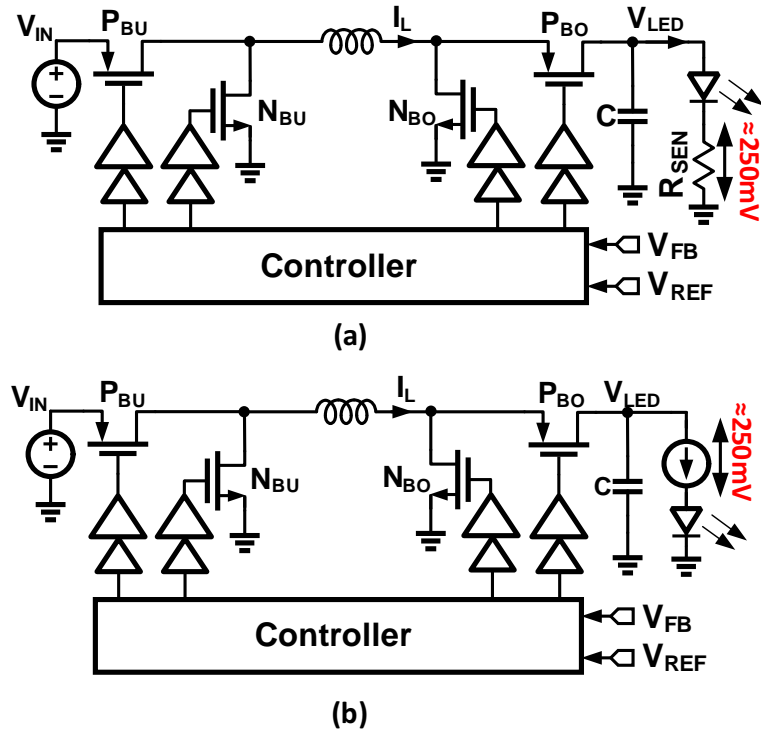 V_IN P_BU I_L P_BO V_LED
N_BU N_BO C R_SEN ≈250mV
+
−
Controller
V_FB
V_REF
(a)
V_IN P_BU I_L P_BO V_LED
N_BU N_BO C ≈250mV
+
−
Controller
V_FB
V_REF
(b)